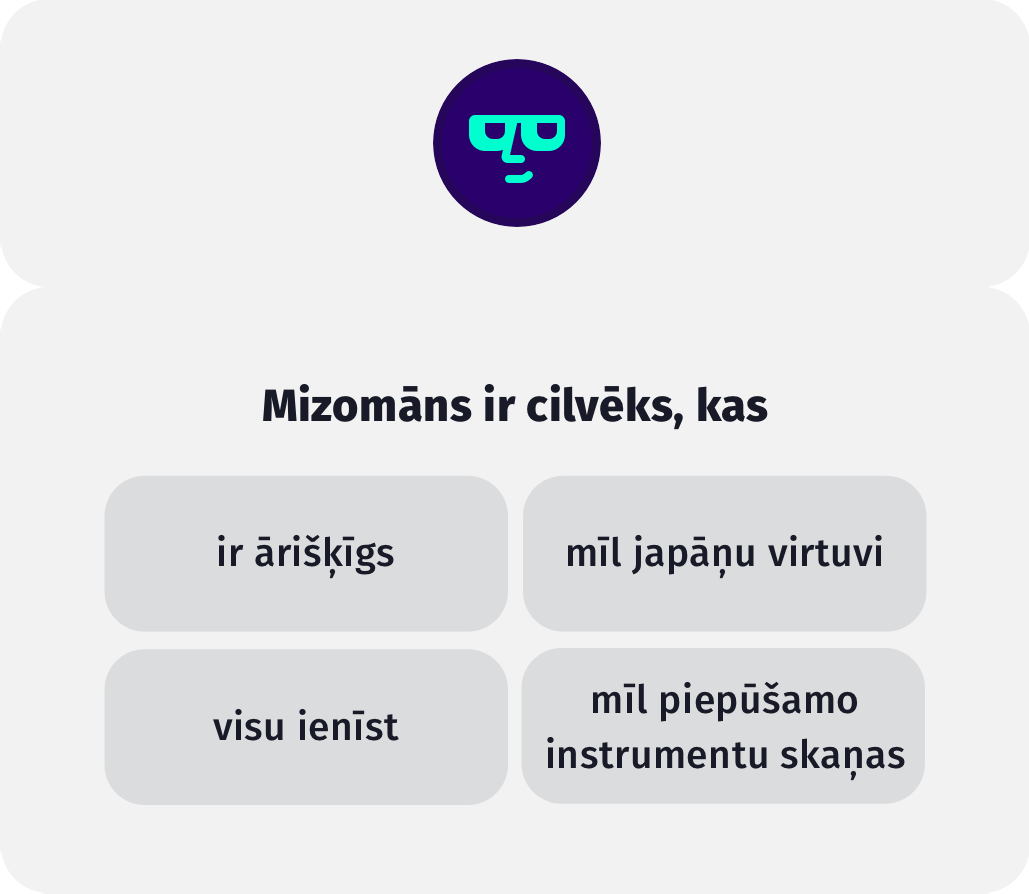 Mizomāns ir cilvēks, kas
ir ārišķīgs
mīl japāņu virtuvi
visu ienīst
mīl piepūšamo
instrumentu skaņas